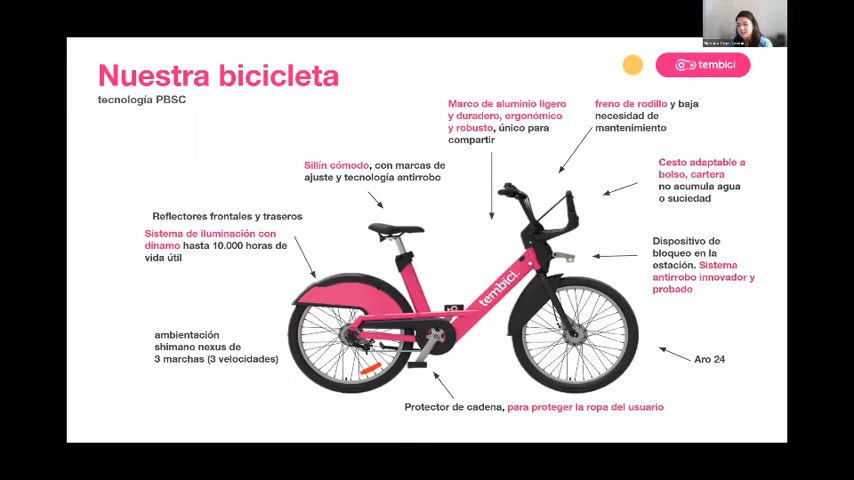 Nuestra bicicleta
tecnología PBSC
tembici
Marco de aluminio ligero
y duradero, ergonómico
y robusto, único para
compartir
freno de rodillo y baja
necesidad de
mantenimiento
Sillín cómodo, con marcas de
ajuste y tecnología antirrobo
Cesto adaptable a
bolso, cartera
no acumula agua
o suciedad
Reflectores frontales y traseros
Sistema de iluminación con
dínamo hasta 10.000 horas de
vida útil
Dispositivo de
bloqueo en la
estación. Sistema
antirrobo innovador y
probado
tembici.
ambientación
shimano nexus de
3 marchas (3 velocidades)
Aro 24
Protector de cadena, para proteger la ropa del usuario